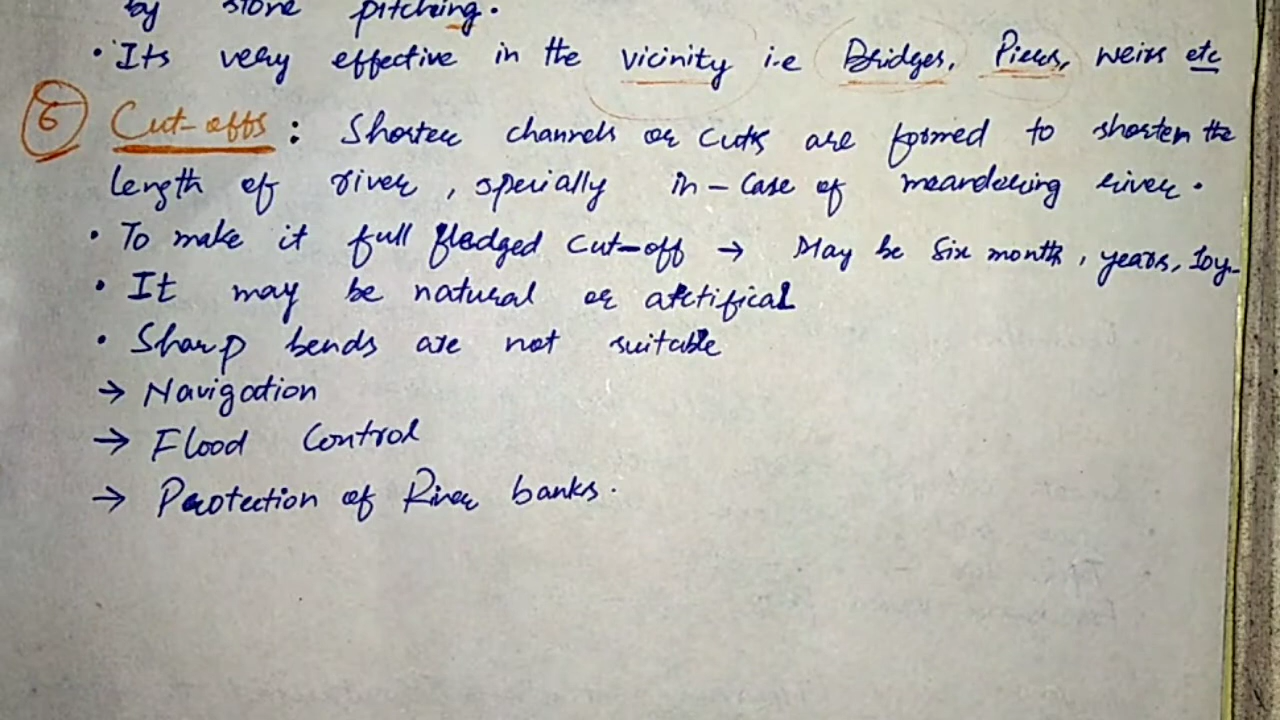 by stone pitching.
• Its very effective in the vicinity i.e Bridges, Piers, weirs etc
6 Cut-offs : Shorter channels or cuts are formed to shorten the
length of river, specially in-case of meandering river.
• To make it full fledged cut-off → May be six month, years, 10y-
• It may be natural or artifical
• Sharp bends are not suitable
→ Navigation
→ Flood Control
→ Protection of River banks.